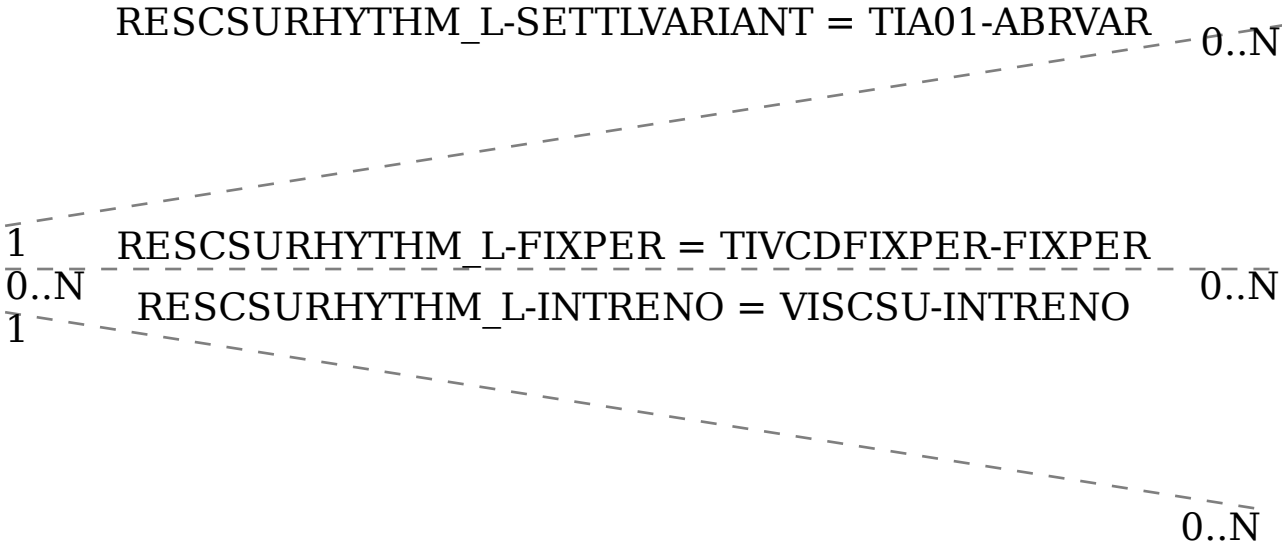 RESCSURHYTHM_L-SETTLVARIANT = TIA01-ABRVAR
0..N
1
RESCSURHYTHM_L-FIXPER = TIVCDFIXPER-FIXPER
0..N
0..N
RESCSURHYTHM_L-INTRENO = VISCSU-INTRENO
1
0..N